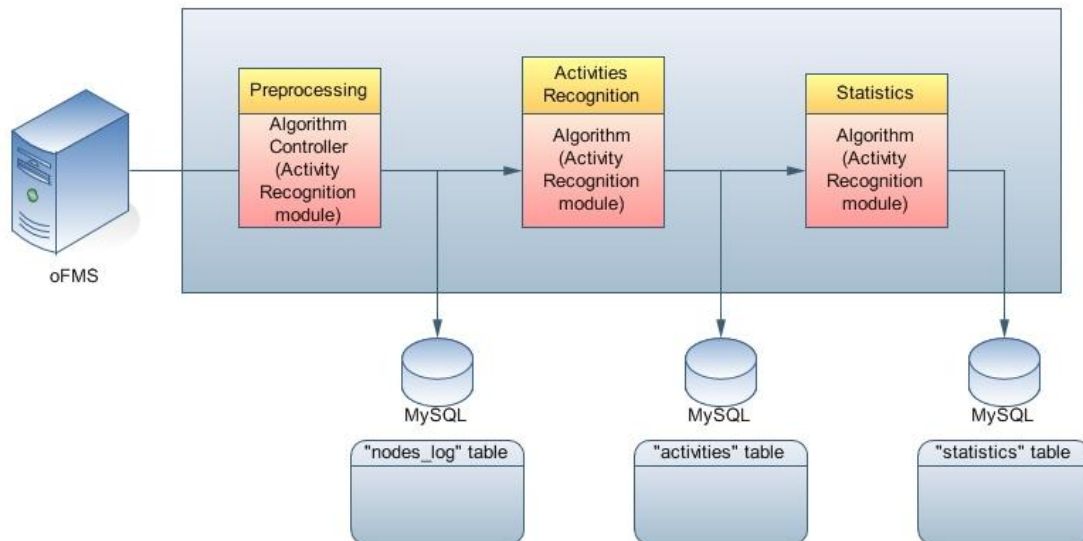 Preprocessing
Algorithm
Controller
(Activity
Recognition
module)
Activities
Recognition
Algorithm
(Activity
Recognition
module)
Statistics
Algorithm
(Activity
Recognition
module)
oFMS
MySQL
MySQL
MySQL
"nodes_log" table
"activities" table
"statistics" table